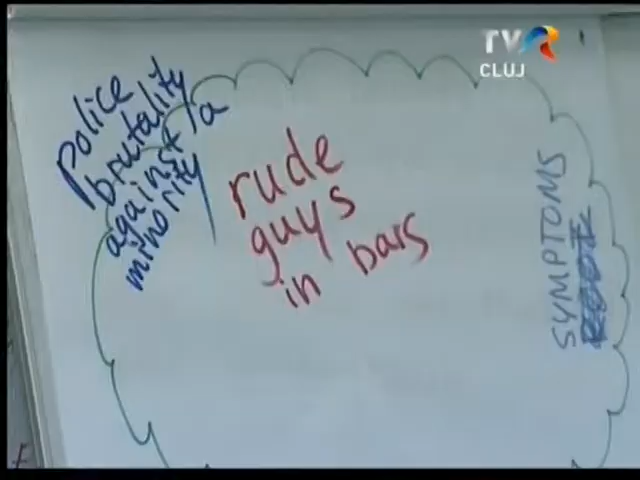 TVR
CLUJ
police
brutality
against a
minority
rude
guys
in bars
SYMPTOMS